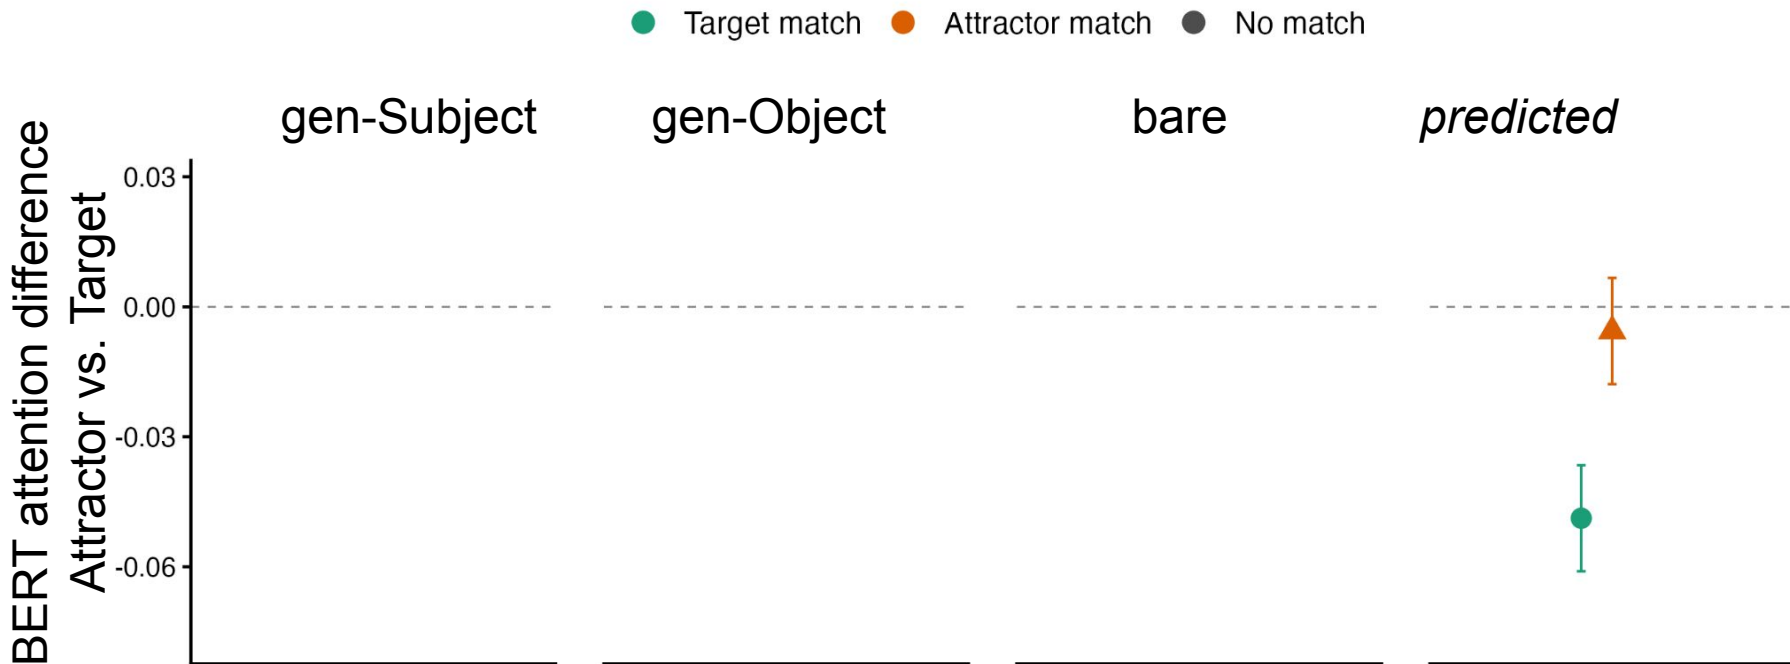 Target match Attractor match No match
gen-Subject gen-Object bare predicted
BERT attention difference
Attractor vs. Target
0.03
0.00
-0.03
-0.06